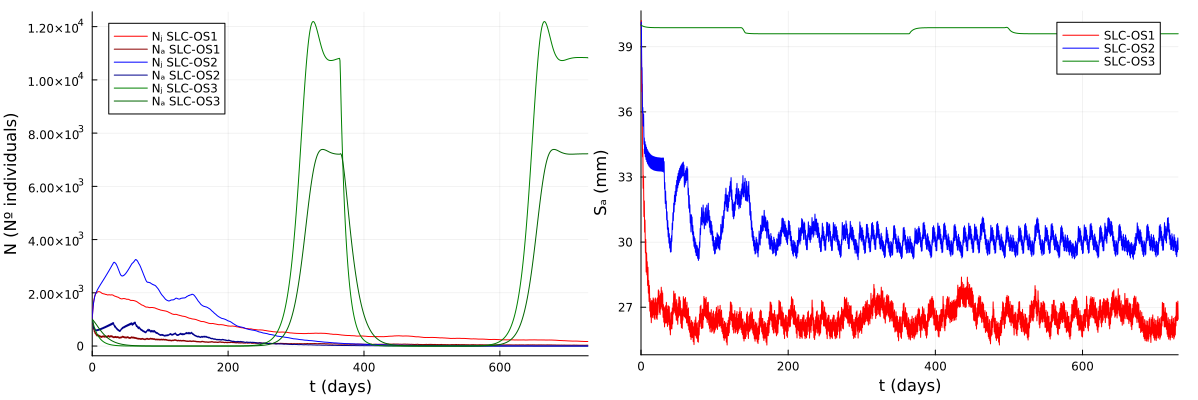 N (Nº individuals)
1.20×10⁴
1.00×10⁴
8.00×10³
6.00×10³
4.00×10³
2.00×10³
0
0
200
400
600
t (days)
Nⱼ SLC-OS1
Nₐ SLC-OS1
Nⱼ SLC-OS2
Nₐ SLC-OS2
Nⱼ SLC-OS3
Nₐ SLC-OS3
Sₐ (mm)
39
36
33
30
27
0
200
400
600
t (days)
SLC-OS1
SLC-OS2
SLC-OS3